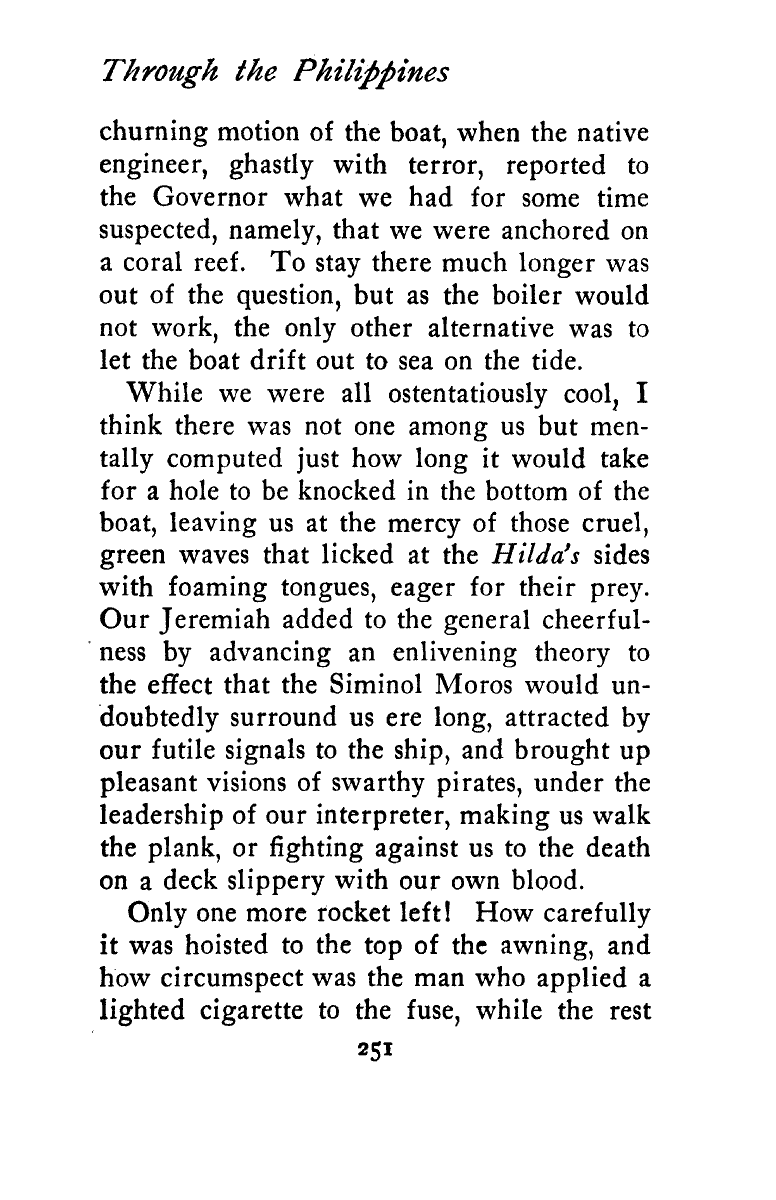 Through the Philippines
churning motion of the boat, when the native
engineer, ghastly with terror, reported to
the Governor what we had for some time
suspected, namely, that we were anchored on
a coral reef. To stay there much longer was
out of the question, but as the boiler would
not work, the only other alternative was to
let the boat drift out to sea on the tide.
While we were all ostentatiously cool, I
think there was not one among us but men-
tally computed just how long it would take
for a hole to be knocked in the bottom of the
boat, leaving us at the mercy of those cruel,
green waves that licked at the Hilda's sides
with foaming tongues, eager for their prey.
Our Jeremiah added to the general cheerful-
ness by advancing an enlivening theory to
the effect that the Siminol Moros would un-
doubtedly surround us ere long, attracted by
our futile signals to the ship, and brought up
pleasant visions of swarthy pirates, under the
leadership of our interpreter, making us walk
the plank, or fighting against us to the death
on a deck slippery with our own blood.
Only one more rocket left! How carefully
it was hoisted to the top of the awning, and
how circumspect was the man who applied a
lighted cigarette to the fuse, while the rest
251